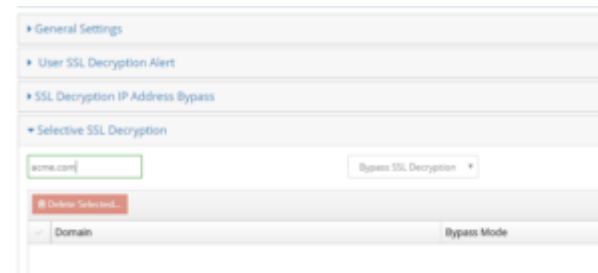 General Settings
User SSL Decryption Alert
SSL Decryption IP Address Bypass
Selective SSL Decryption
acme.com Bypass SSL Decryption
Delete Selected...
Domain Bypass Mode